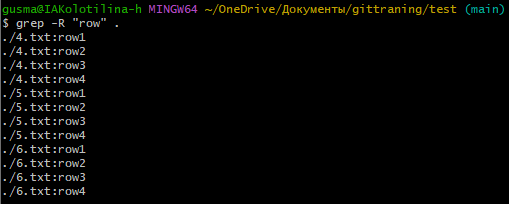 gusma@IAKolotilina-h MINGW64 ~/OneDrive/Документы/gittraning/test (main)
$ grep -R "row" .
./4.txt:row1
./4.txt:row2
./4.txt:row3
./4.txt:row4
./5.txt:row1
./5.txt:row2
./5.txt:row3
./5.txt:row4
./6.txt:row1
./6.txt:row2
./6.txt:row3
./6.txt:row4